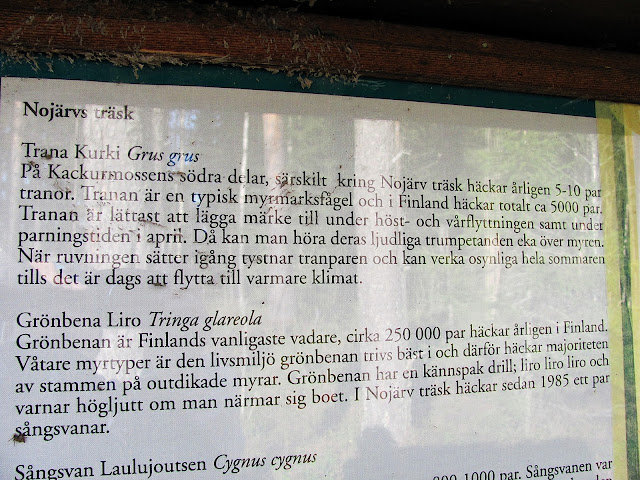 Nojärvs träsk
Trana Kurki Grus grus
På Kackurmossens södra delar, särskilt kring Nojärv träsk häckar årligen 5-10 par
tranor. Tranan är en typisk myrmarksfågel och i Finland häckar totalt ca 5000 par.
Tranan är lättast att lägga märke till under höst- och vårflyttningen samt under
parningstiden i april. Då kan man höra deras ljudliga trumpetanden eka över myren.
När ruvningen sätter igång tystnar tranparen och kan verka osynliga hela sommaren
tills det är dags att flytta till varmare klimat.
Grönbena Liro Tringa glareola
Grönbenan är Finlands vanligaste vadare, cirka 250 000 par häckar årligen i Finland.
Våtare myrtyper är den livsmiljö grönbenan trivs bäst i och därför häckar majoriteten
av stammen på outdikade myrar. Grönbenan har en kännspak drill; liro liro liro och
varnar högljutt om man närmar sig boet. I Nojärv träsk häckar sedan 1985 ett par
sångsvanar.
Sångsvan Laulujoutsen Cygnus cygnus
1000 par. Sångsvanen var